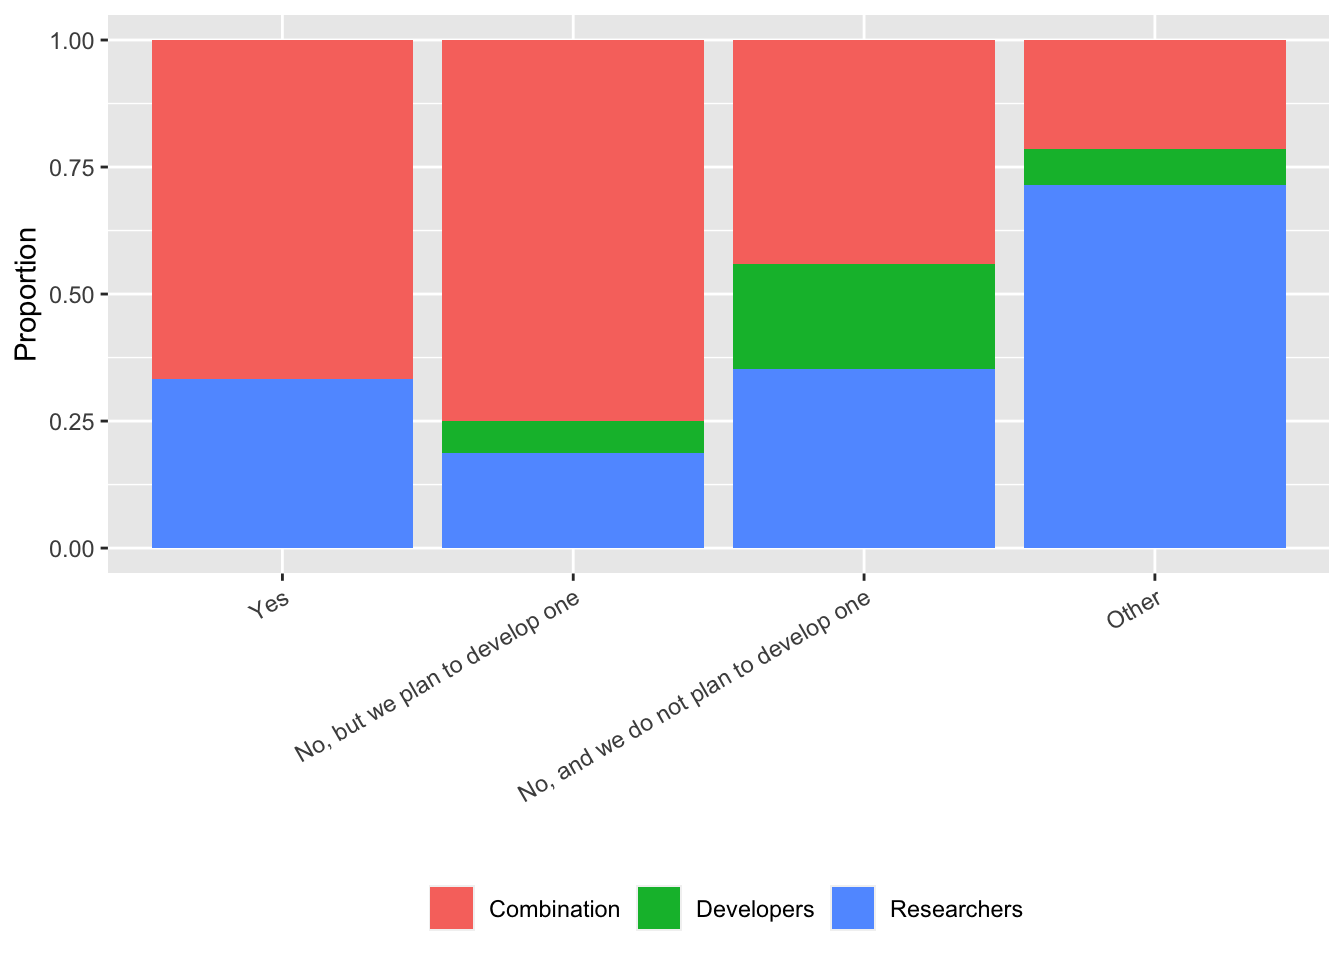 1.00
0.75
0.50
0.25
0.00
Proportion
Yes
No, but we plan to develop one
No, and we do not plan to develop one
Other
Combination
Developers
Researchers